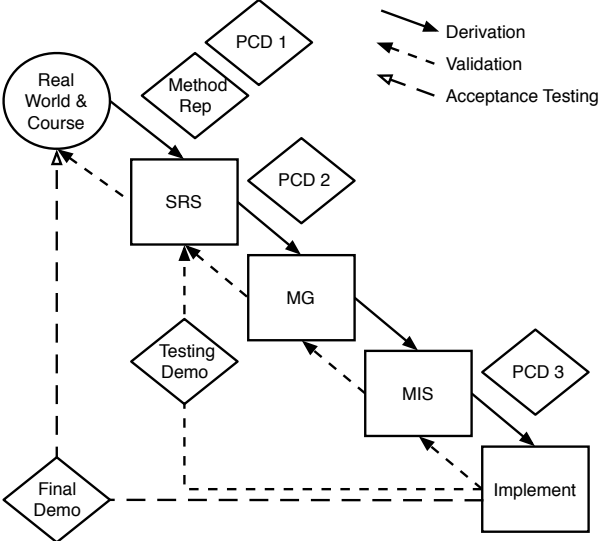 PCD 1
Derivation
Validation
Acceptance Testing
Real
World &
Course
Method
Rep
SRS
PCD 2
MG
Testing
Demo
MIS
PCD 3
Final
Demo
Implement